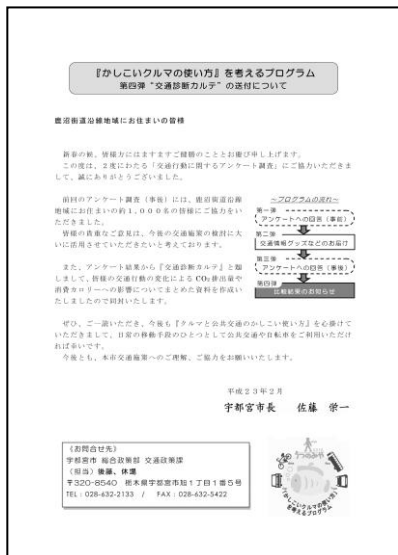 『かしこいクルマの使い方』を考えるプログラム
第四弾 “交通診断カルテ” の送付について
鹿沼街道沿線地域にお住まいの皆様
新春の候、皆様方にはますますご健勝のこととお慶び申し上げます。
この度は、2度にわたる『交通行動に関するアンケート調査』にご協力いただきまして、誠にありがとうございました。
前回のアンケート調査（事後）には、鹿沼街道沿線
地域にお住まいの約1,000名の皆様にご協力をい
ただきました。
皆様の貴重なご意見は、今後の交通施策の検討に大
いに活用させていただきたいと考えております。
また、アンケート結果から『交通診断カルテ』と題
しまして、皆様の交通行動の変化によるCO₂排出量や
消費カロリーへの影響についてまとめた資料を作成い
たしましたので同封いたします。
～プログラムの流れ～
第一弾
アンケートへの回答（事前）
第二弾
交通情報グッズなどのお届け
第三弾
アンケートへの回答（事後）
第四弾
比較結果のお知らせ
ぜひ、ご一読いただき、今後も『クルマと公共交通のかしこい使い方』を心掛けて
いただきまして、日常の移動手段のひとつとして公共交通や自転車をご利用いただけ
れば幸いです。
今後とも、本市交通施策へのご理解、ご協力をお願いいたします。
平成23年2月
宇都宮市長 佐藤 栄一
《お問合せ先》
宇都宮市 総合政策部 交通政策課
（担当）後藤、休瀧
〒320-8540 栃木県宇都宮市旭1丁目1番5号
TEL：028-632-2133 / FAX：028-632-5422
うつのみや
『かしこいクルマの使い方』
を考えるプログラム